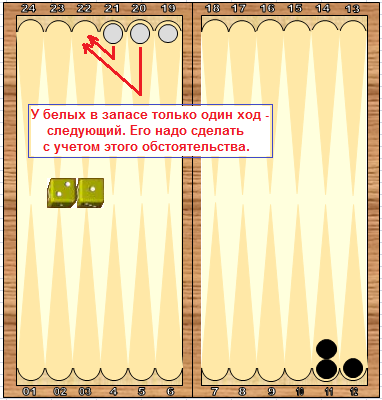 24 23 22 21 20 19 18 17 16 15 14 13
У белых в запасе только один ход -
следующий. Его надо сделать
с учетом этого обстоятельства.
01 02 03 4 5 6 7 8 9 10 11 12